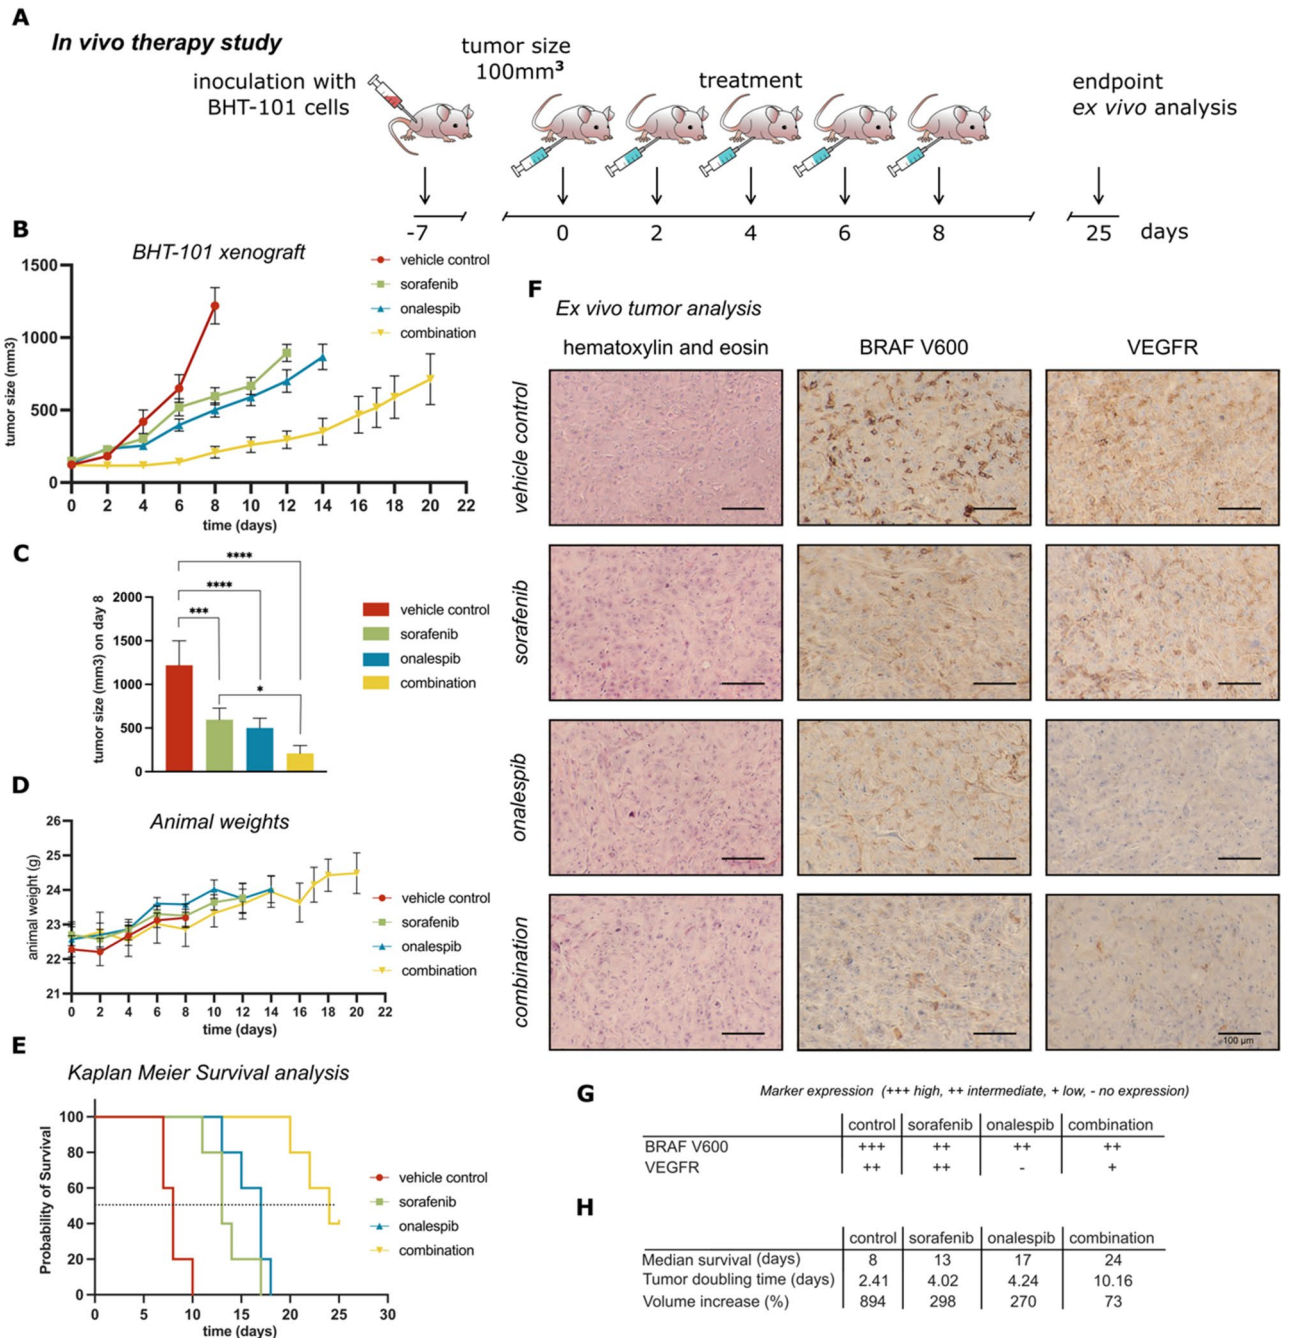 A
In vivo therapy study
inoculation with
BHT-101 cells
tumor size
100mm³
treatment
endpoint
ex vivo analysis
-7
0
2
4
6
8
25
days
B
BHT-101 xenograft
vehicle control
sorafenib
onalespib
combination
tumor size (mm3)
1500
1000
500
0
0 2 4 6 8 10 12 14 16 18 20 22
time (days)
C
****
****
***
*
tumor size (mm3) on day 8
2000
1500
1000
500
0
vehicle control
sorafenib
onalespib
combination
D
Animal weights
animal weight (g)
26
25
24
23
22
21
0 2 4 6 8 10 12 14 16 18 20 22
time (days)
vehicle control
sorafenib
onalespib
combination
E
Kaplan Meier Survival analysis
Probability of Survival
100
80
60
40
20
0
0 5 10 15 20 25 30
time (days)
vehicle control
sorafenib
onalespib
combination
F
Ex vivo tumor analysis
hematoxylin and eosin
BRAF V600
VEGFR
vehicle control
sorafenib
onalespib
combination
100 µm
G
Marker expression (+++ high, ++ intermediate, + low, - no expression)
control sorafenib onalespib combination
BRAF V600 +++ ++ ++ ++
VEGFR ++ ++ - +
H
control sorafenib onalespib combination
Median survival (days) 8 13 17 24
Tumor doubling time (days) 2.41 4.02 4.24 10.16
Volume increase (%) 894 298 270 73